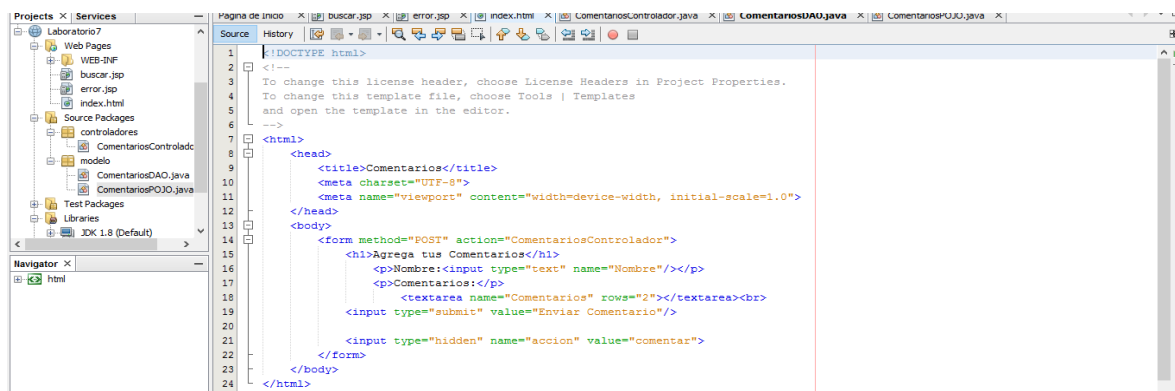 Projects × Services
Laboratorio7
Web Pages
WEB-INF
buscar.jsp
error.jsp
index.html
Source Packages
controladores
ComentariosControladc
modelo
ComentariosDAO.java
ComentariosPOJO.java
Test Packages
Libraries
JDK 1.8 (Default)
Navigator ×
html
Página de Inicio × buscar.jsp × error.jsp × index.html × ComentariosControlador.java × ComentariosDAO.java × ComentariosPOJO.java ×
Source History
1 <!DOCTYPE html>
2 <!--
3 To change this license header, choose License Headers in Project Properties.
4 To change this template file, choose Tools | Templates
5 and open the template in the editor.
6 -->
7 <html>
8 <head>
9 <title>Comentarios</title>
10 <meta charset="UTF-8">
11 <meta name="viewport" content="width=device-width, initial-scale=1.0">
12 </head>
13 <body>
14 <form method="POST" action="ComentariosControlador">
15 <h1>Agrega tus Comentarios</h1>
16 <p>Nombre:<input type="text" name="Nombre"/></p>
17 <p>Comentarios:</p>
18 <textarea name="Comentarios" rows="2"></textarea><br>
19 <input type="submit" value="Enviar Comentario"/>
20
21 <input type="hidden" name="accion" value="comentar">
22 </form>
23 </body>
24 </html>